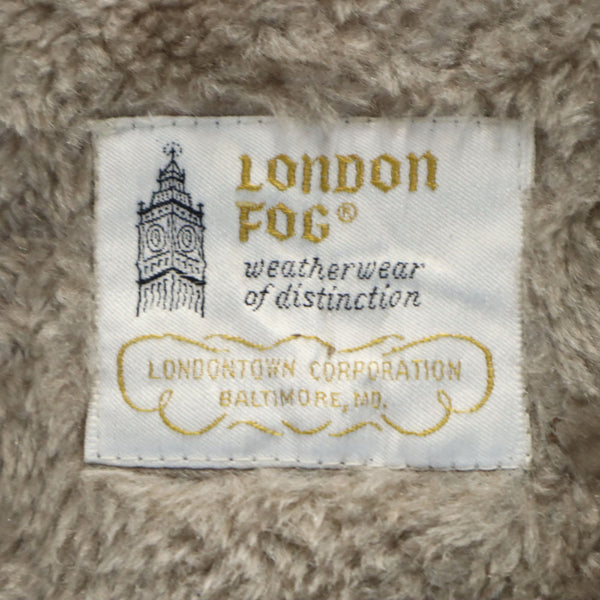 LONDON
FOG®
weatherwear
of distinction
LONDONTOWN CORPORATION
BALTIMORE, MD.